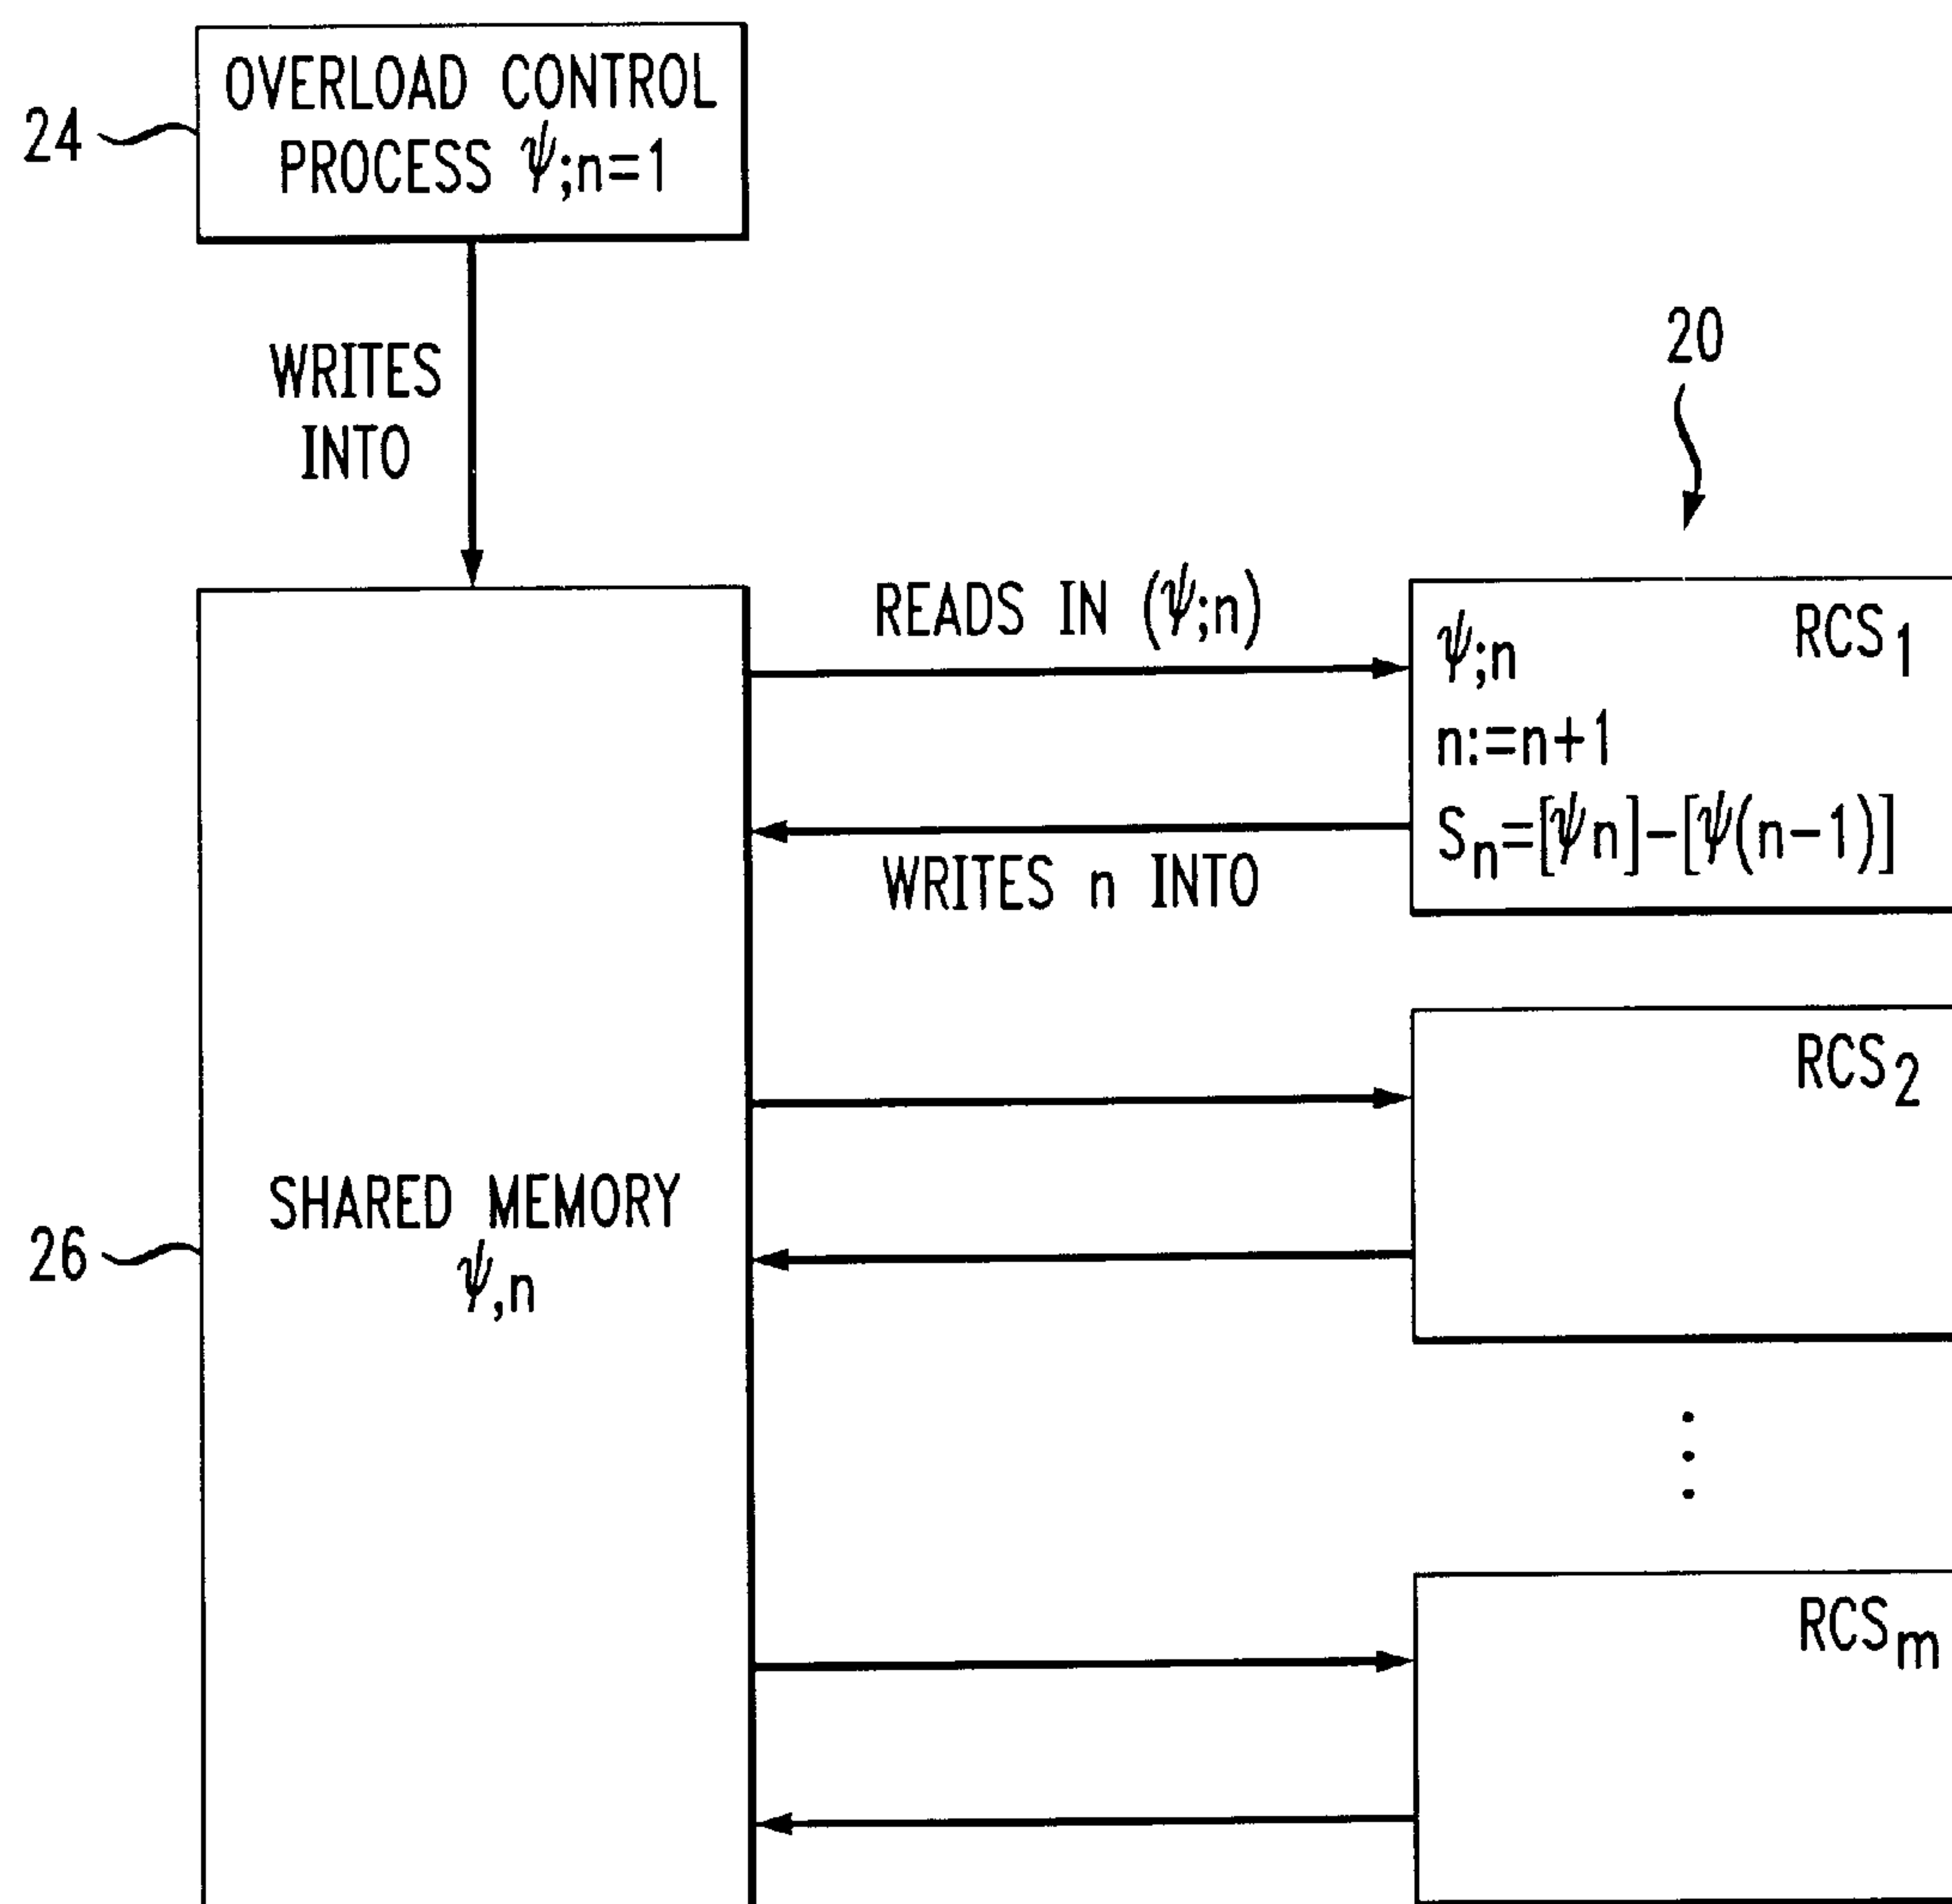 OVERLOAD CONTROL
PROCESS ψ;n=1
24
WRITES
INTO
20
READS IN (ψ;n)
RCS1
ψ;n
n:=n+1
Sn=[ψn]-[ψ(n-1)]
WRITES n INTO
RCS2
SHARED MEMORY
ψ,n
26
RCSm